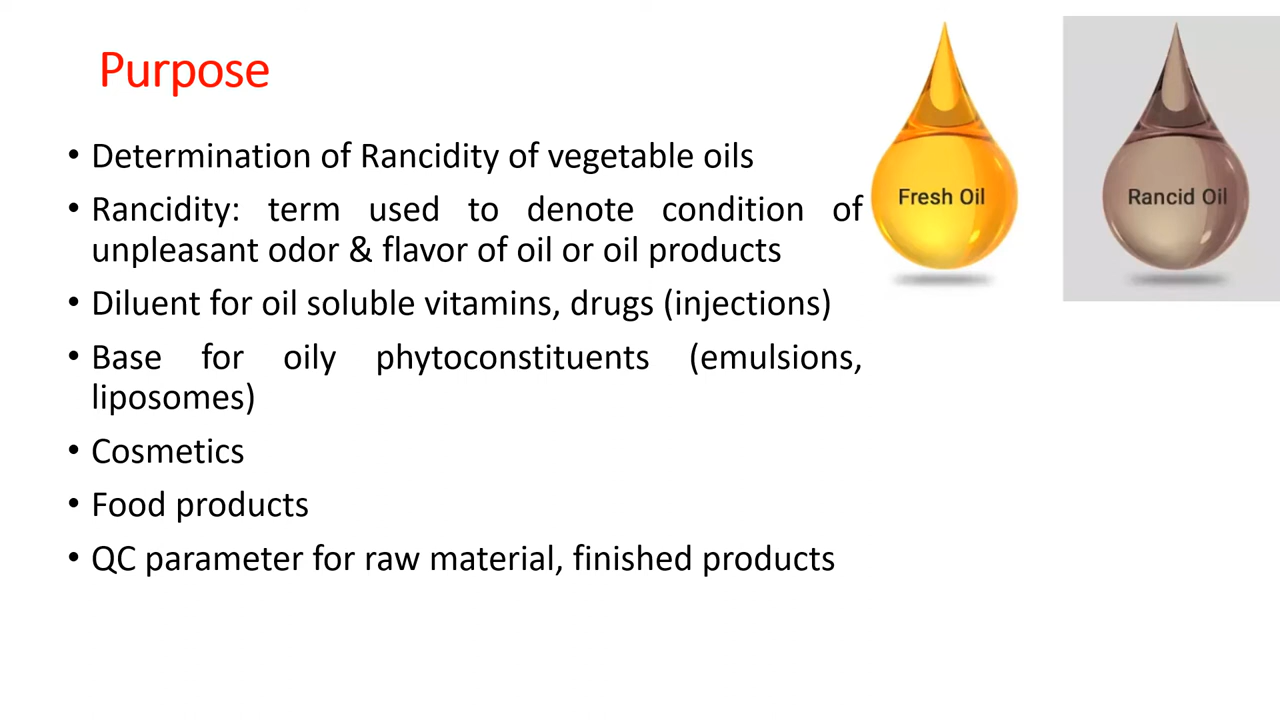 Purpose
• Determination of Rancidity of vegetable oils
• Rancidity: term used to denote condition of
unpleasant odor & flavor of oil or oil products
• Diluent for oil soluble vitamins, drugs (injections)
• Base for oily phytoconstituents (emulsions,
liposomes)
• Cosmetics
• Food products
• QC parameter for raw material, finished products
Fresh Oil
Rancid Oil